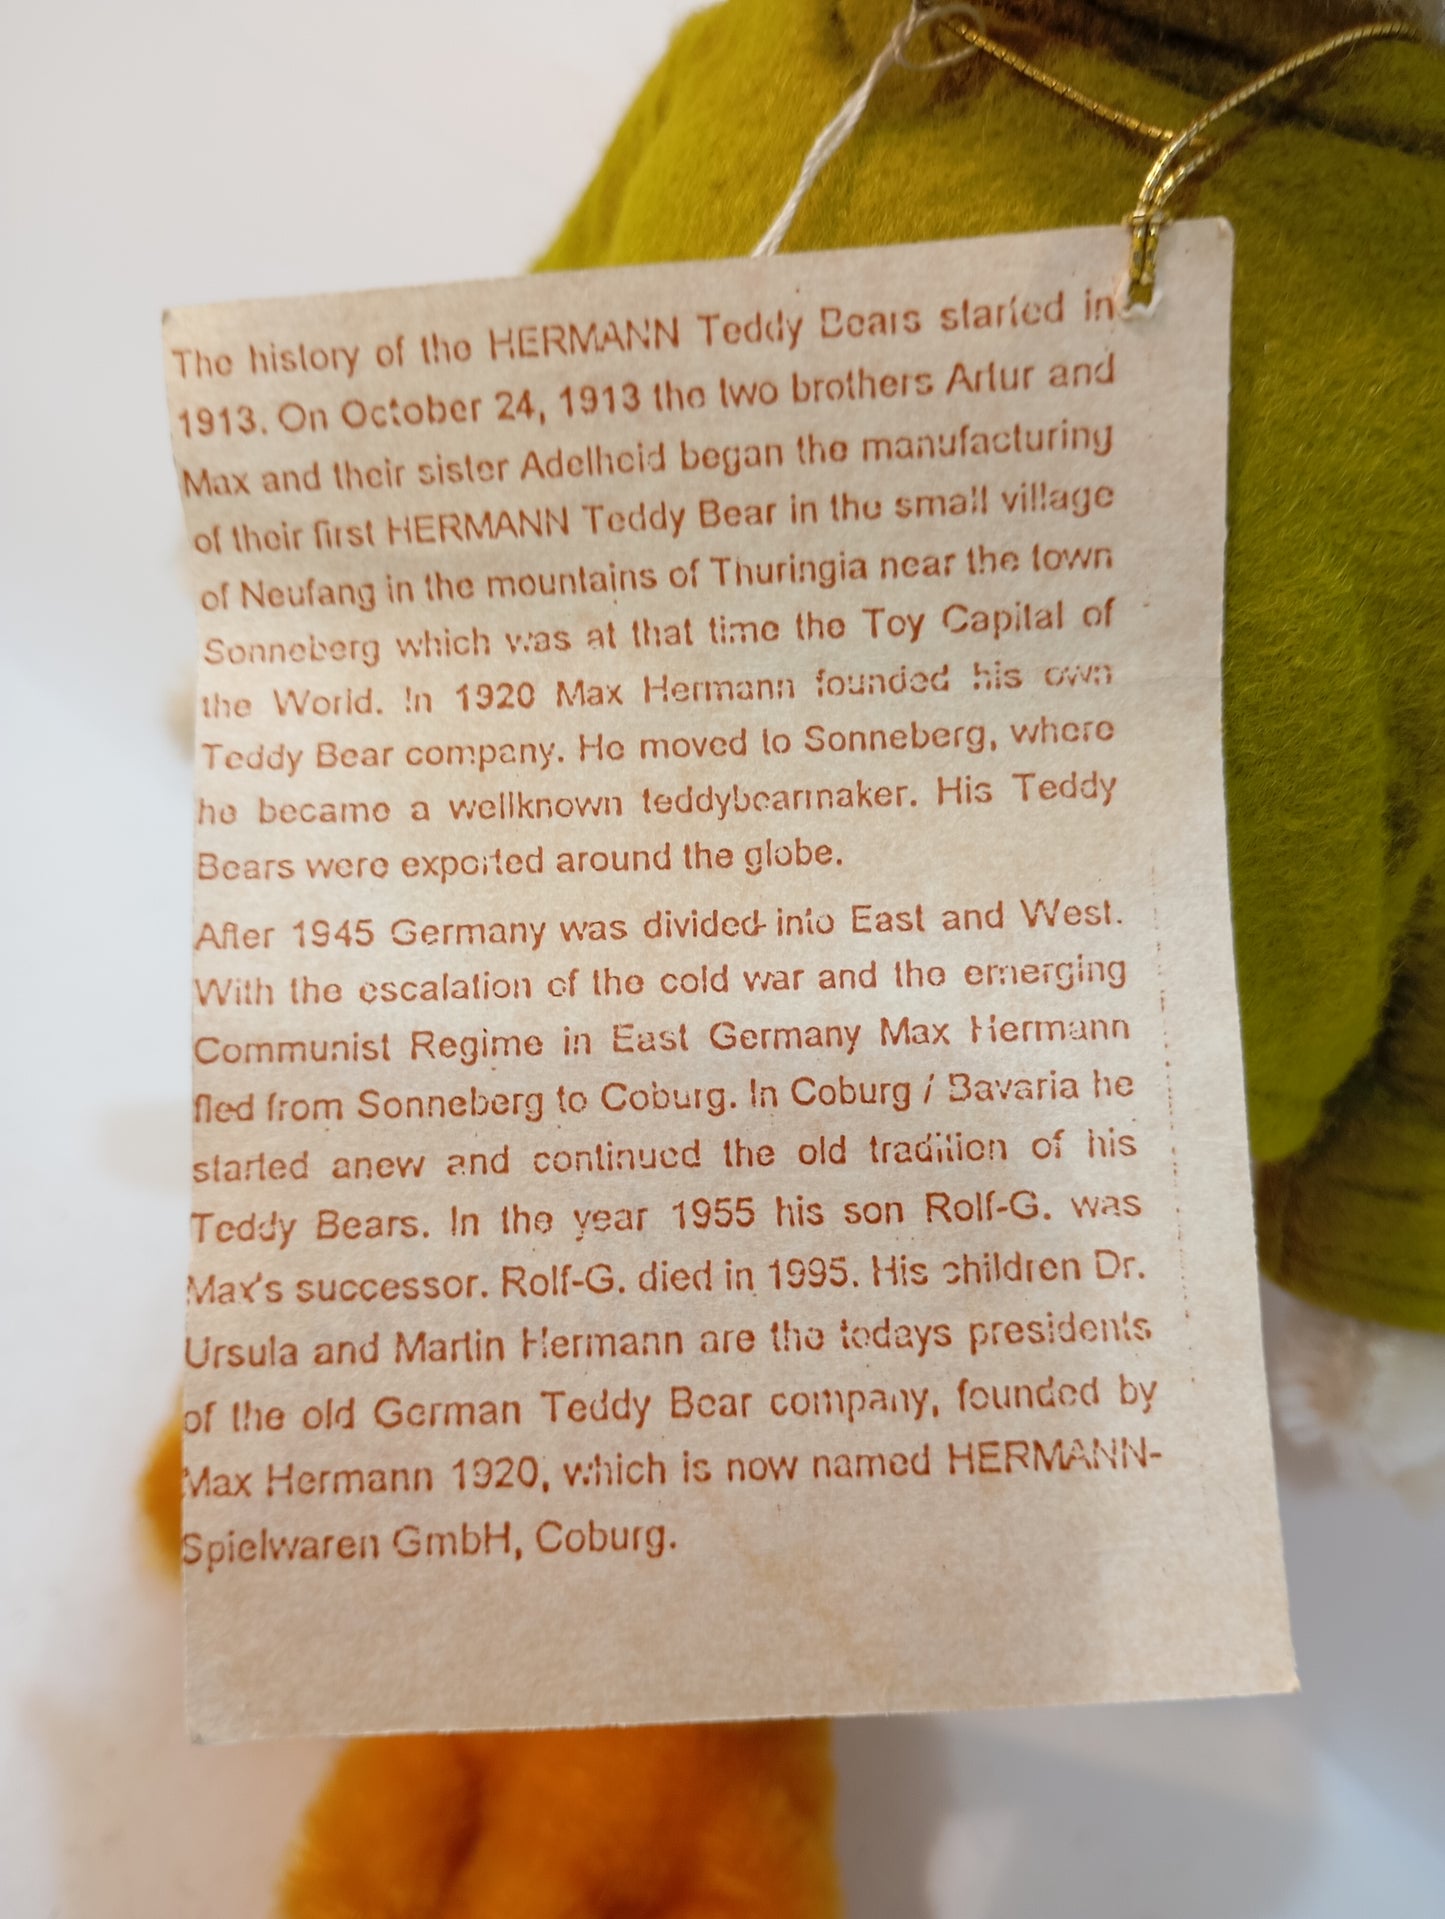 The history of the HERMANN Teddy Bears started in
1913. On October 24, 1913 the two brothers Artur and
Max and their sister Adelheid began the manufacturing
of their first HERMANN Teddy Bear in the small village
of Neufang in the mountains of Thuringia near the town
Sonneberg which was at that time the Toy Capital of
the World. In 1920 Max Hermann founded his own
Teddy Bear company. He moved to Sonneberg, where
he became a wellknown teddybearmaker. His Teddy
Bears were exported around the globe.
After 1945 Germany was divided into East and West.
With the escalation of the cold war and the emerging
Communist Regime in East Germany Max Hermann
fled from Sonneberg to Coburg. In Coburg / Bavaria he
started anew and continued the old tradition of his
Teddy Bears. In the year 1955 his son Rolf-G. was
Max's successor. Rolf-G. died in 1995. His children Dr.
Ursula and Martin Hermann are the todays presidents
of the old German Teddy Bear company, founded by
Max Hermann 1920, which is now named HERMANN-
Spielwaren GmbH, Coburg.